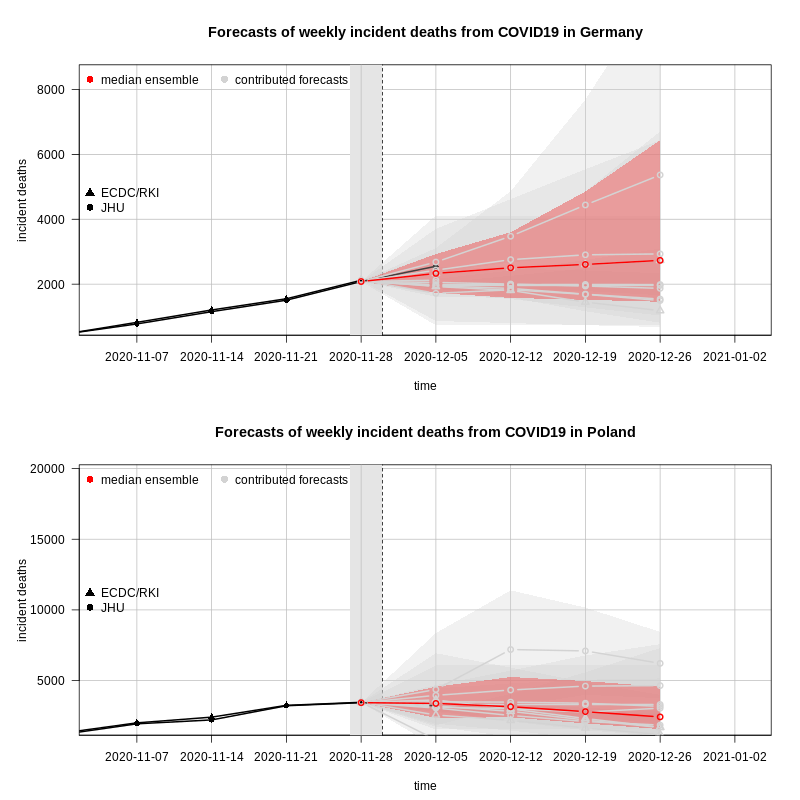 Forecasts of weekly incident deaths from COVID19 in Germany
median ensemble contributed forecasts
8000
6000
4000
2000
incident deaths
ECDC/RKI
JHU
2020-11-07 2020-11-14 2020-11-21 2020-11-28 2020-12-05 2020-12-12 2020-12-19 2020-12-26 2021-01-02
time
Forecasts of weekly incident deaths from COVID19 in Poland
median ensemble contributed forecasts
20000
15000
10000
5000
incident deaths
ECDC/RKI
JHU
2020-11-07 2020-11-14 2020-11-21 2020-11-28 2020-12-05 2020-12-12 2020-12-19 2020-12-26 2021-01-02
time